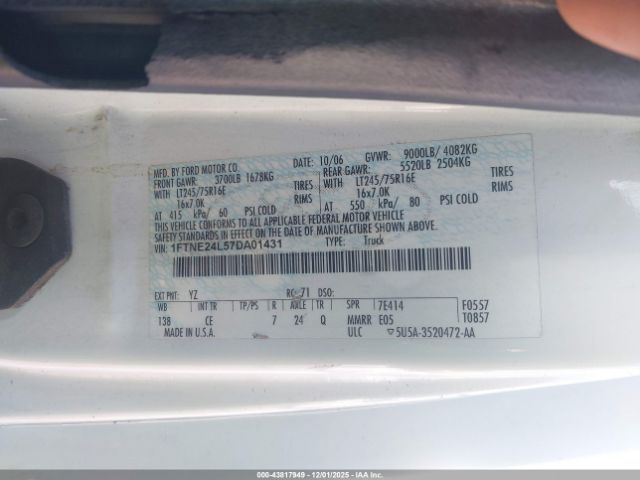 MFD. BY FORD MOTOR CO.
DATE: 10/06 GVWR: 9000LB/ 4082KG
FRONT GAWR: 3700LB 1678KG
REAR GAWR: 5520LB 2504KG
WITH LT245/75R16E TIRES
WITH LT245/75R16E TIRES
16x7.0K RIMS
16x7.0K RIMS
AT 415 kPa/ 60 PSI COLD
AT 550 kPa/ 80 PSI COLD
THIS VEHICLE CONFORMS TO ALL APPLICABLE FEDERAL MOTOR VEHICLE
SAFETY STANDARDS IN EFFECT ON THE DATE OF MANUFACTURE SHOWN ABOVE.
VIN: 1FTNE24L57DA01431 TYPE: Truck
EXT PNT: YZ RC: 71 DSO:
WB INT TR TP/PS R AXLE TR SPR 7E414 F0557
138 CE 7 24 Q MMRR E05 T0857
MADE IN U.S.A. ULC ▽5U5A-3520472-AA
000-43817949 - 12/01/2025 - IAAI.COM